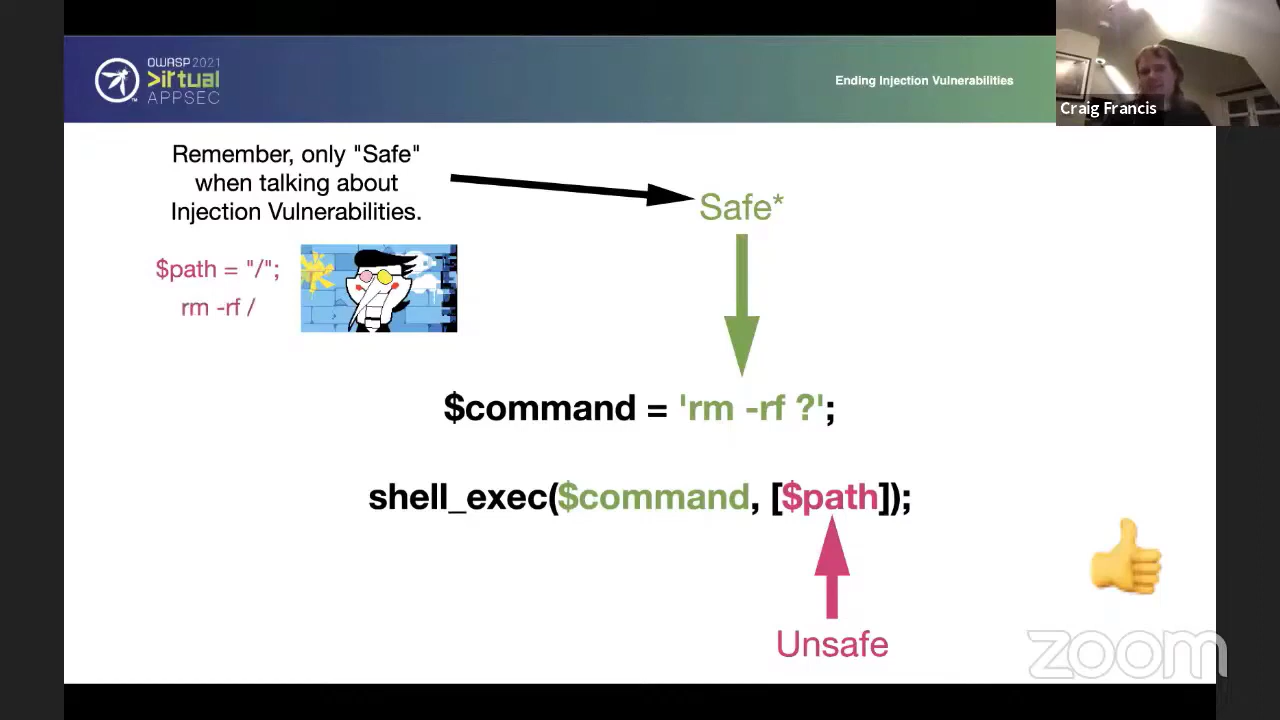 OWASP 2021
>irtual
APPSEC
Ending Injection Vulnerabilities
Craig Francis
Remember, only "Safe"
when talking about
Injection Vulnerabilities.
Safe*
$path = "/";
rm -rf /
$command = 'rm -rf ?';
shell_exec($command, [$path]);
Unsafe
zoom